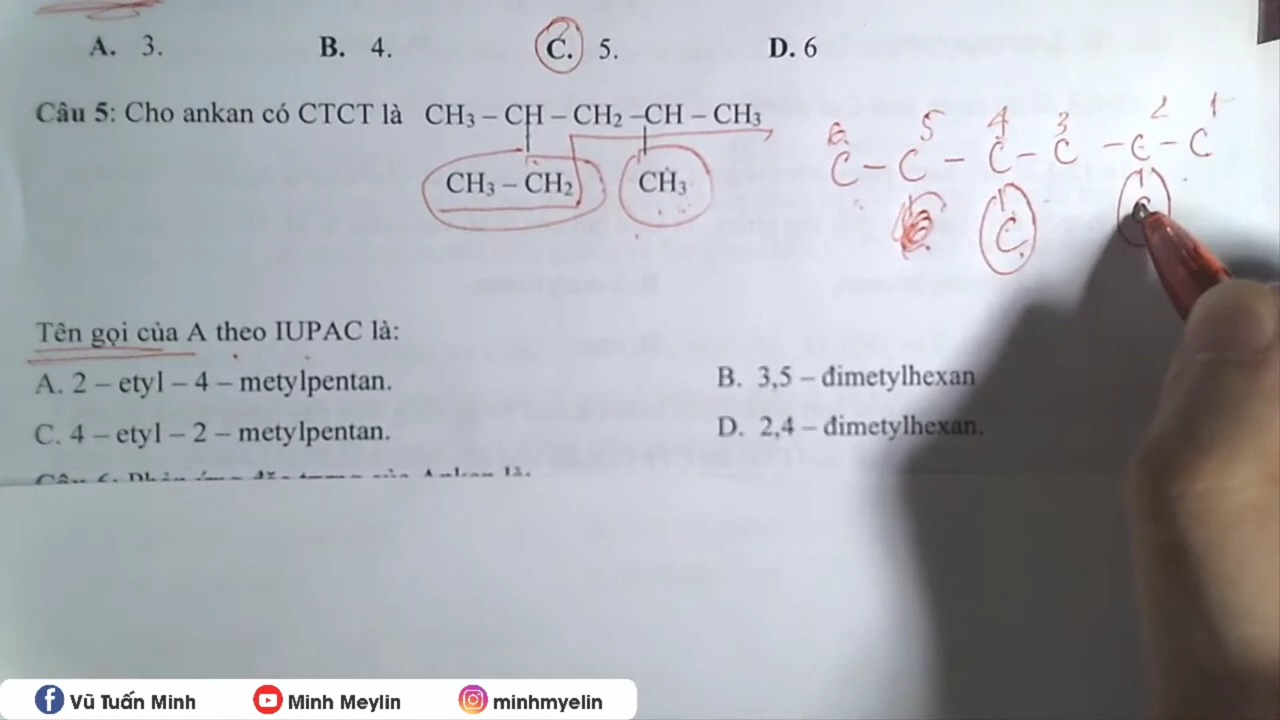 A. 3. B. 4. C. 5. D. 6
Câu 5: Cho ankan có CTCT là CH3 – CH – CH2 –CH – CH3
CH3 – CH2 CH3
6 5 4 3 2 1
C – C – C – C – C – C
C C
Tên gọi của A theo IUPAC là:
A. 2 – etyl – 4 – metylpentan. B. 3,5 – đimetylhexan
C. 4 – etyl – 2 – metylpentan. D. 2,4 – đimetylhexan.
Vũ Tuấn Minh Minh Meylin minhmyelin